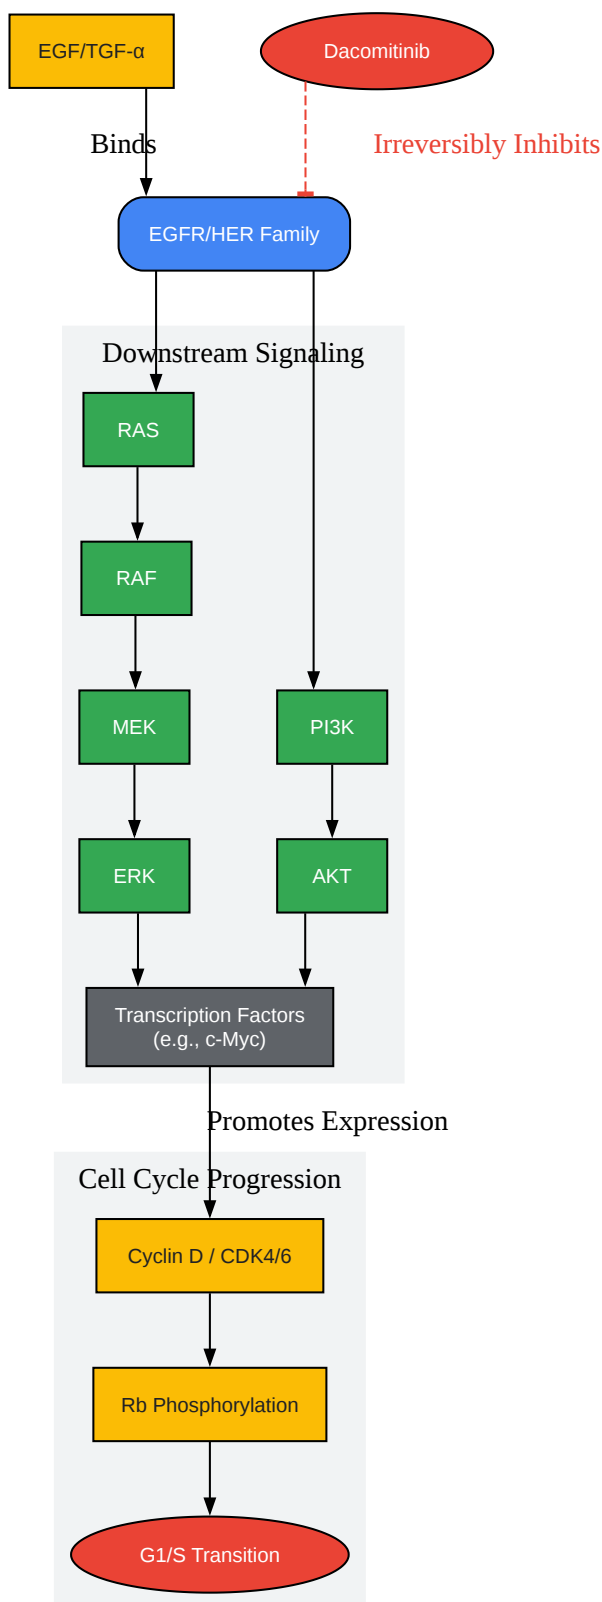 EGF/TGF-α
Dacomitinib
Binds
Irreversibly Inhibits
EGFR/HER Family
Downstream Signaling
RAS
RAF
MEK
PI3K
ERK
AKT
Transcription Factors
(e.g., c-Myc)
Promotes Expression
Cell Cycle Progression
Cyclin D / CDK4/6
Rb Phosphorylation
G1/S Transition